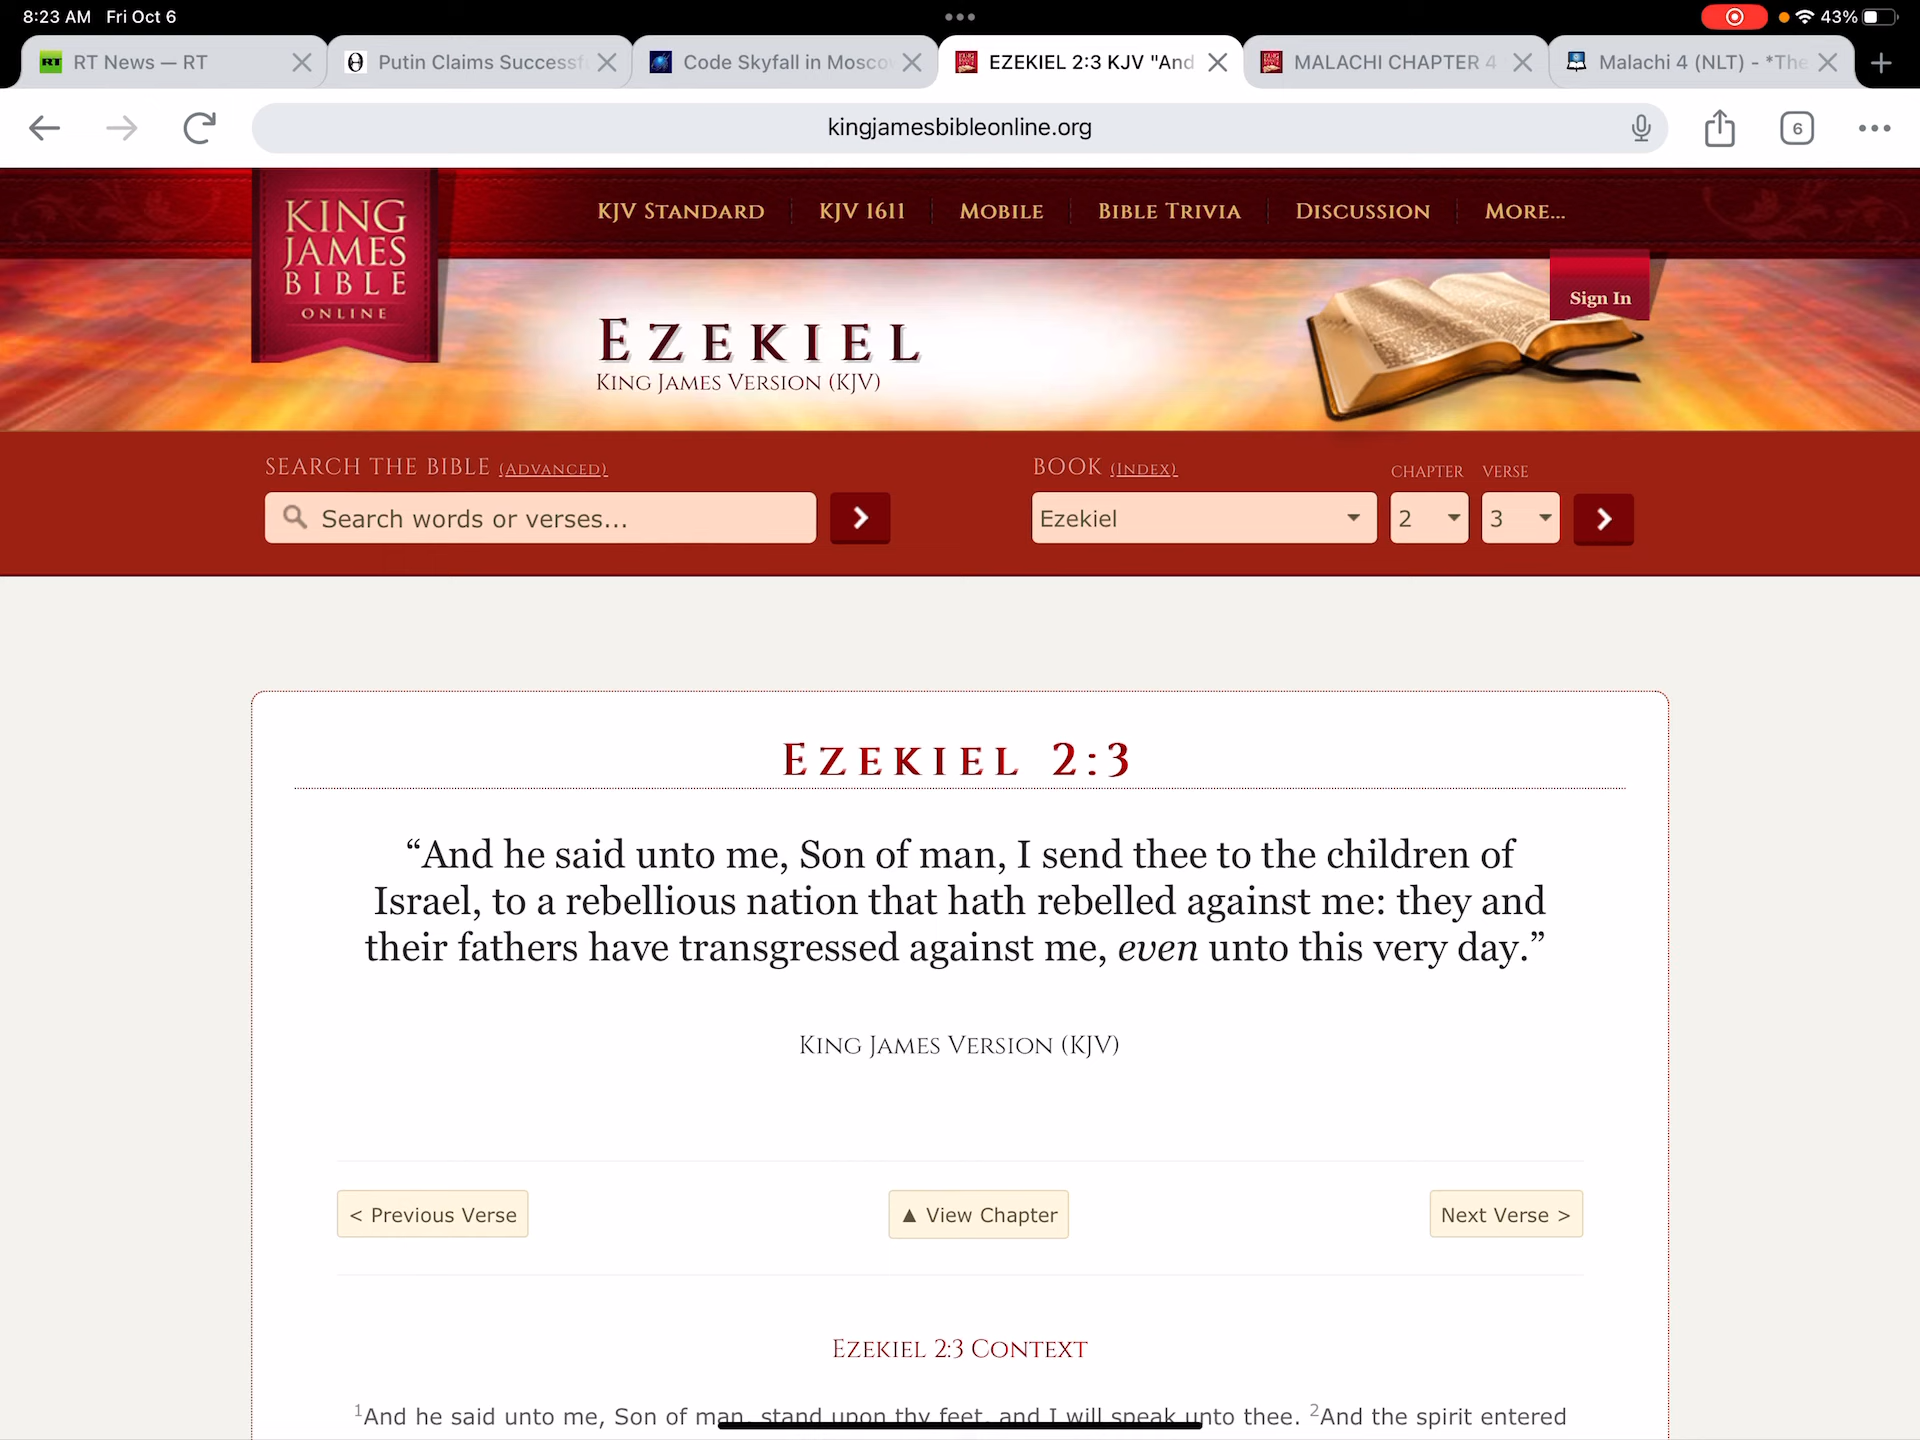 8:23 AM Fri Oct 6
43%
RT RT News — RT
Putin Claims Successf
Code Skyfall in Mosco
EZEKIEL 2:3 KJV "And
MALACHI CHAPTER 4
Malachi 4 (NLT) - *The
kingjamesbibleonline.org
6
KING
JAMES
BIBLE
ONLINE
KJV STANDARD
KJV 1611
MOBILE
BIBLE TRIVIA
DISCUSSION
MORE...
Sign In
EZEKIEL
KING JAMES VERSION (KJV)
SEARCH THE BIBLE (ADVANCED)
BOOK (INDEX)
CHAPTER
VERSE
Search words or verses...
Ezekiel
2
3
EZEKIEL 2:3
“And he said unto me, Son of man, I send thee to the children of
Israel, to a rebellious nation that hath rebelled against me: they and
their fathers have transgressed against me, even unto this very day.”
KING JAMES VERSION (KJV)
< Previous Verse
▲ View Chapter
Next Verse >
EZEKIEL 2:3 CONTEXT
1And he said unto me, Son of man, stand upon thy feet, and I will speak unto thee. 2And the spirit entered